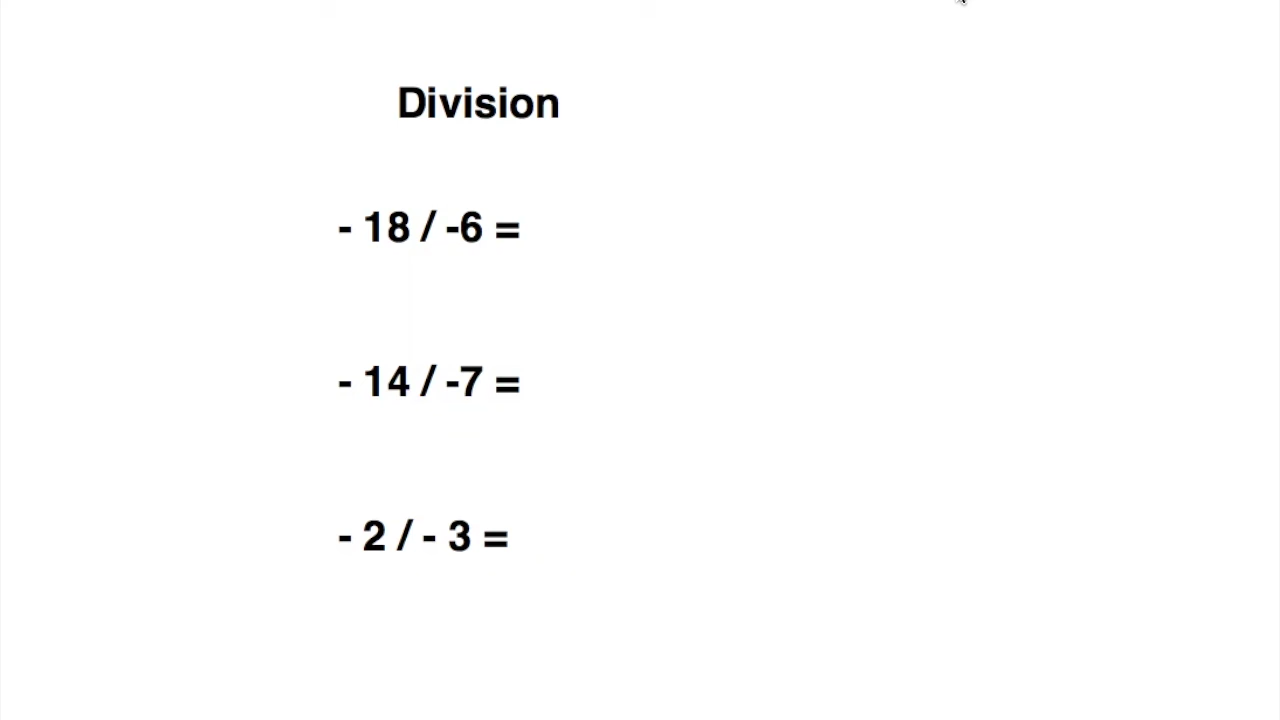 Division
- 18 / -6 =
- 14 / -7 =
- 2 / - 3 =